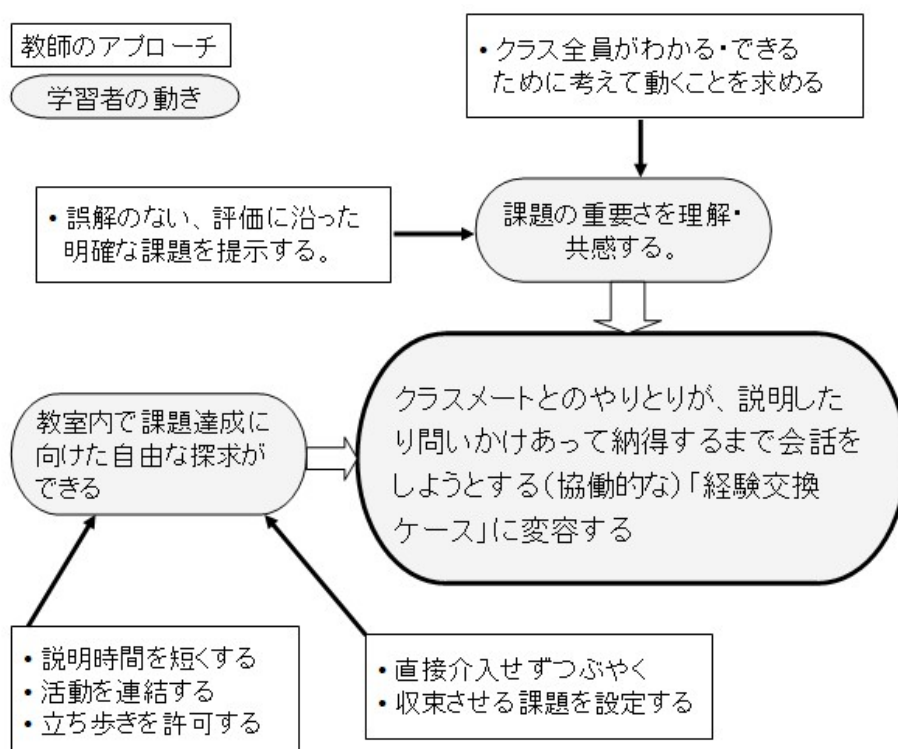 教師のアプローチ
学習者の動き
• クラス全員がわかる・できる
ために考えて動くことを求める
• 誤解のない、評価に沿った
明確な課題を提示する。
課題の重要さを理解・
共感する。
教室内で課題達成に
向けた自由な探求が
できる
クラスメートとのやりとりが、説明した
り問いかけあって納得するまで会話を
しようとする(協働的な)「経験交換
ケース」に変容する
• 説明時間を短くする
• 活動を連結する
• 立ち歩きを許可する
• 直接介入せずつぶやく
• 収束させる課題を設定する